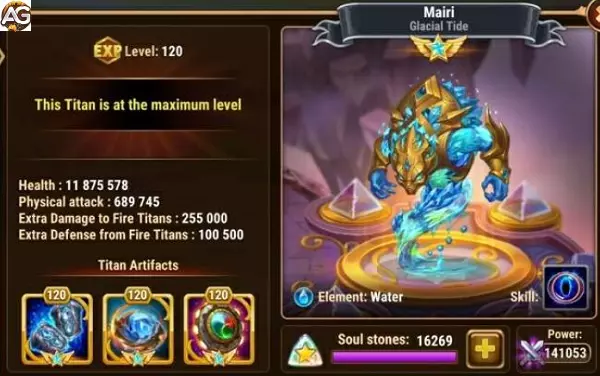 AG
Mairi
Glacial Tide
EXP Level: 120
This Titan is at the maximum level
Health : 11 875 578
Physical attack : 689 745
Extra Damage to Fire Titans : 255 000
Extra Defense from Fire Titans : 100 500
Titan Artifacts
120 120 120
Element: Water
Skill:
Soul stones: 16269
Power:
141053